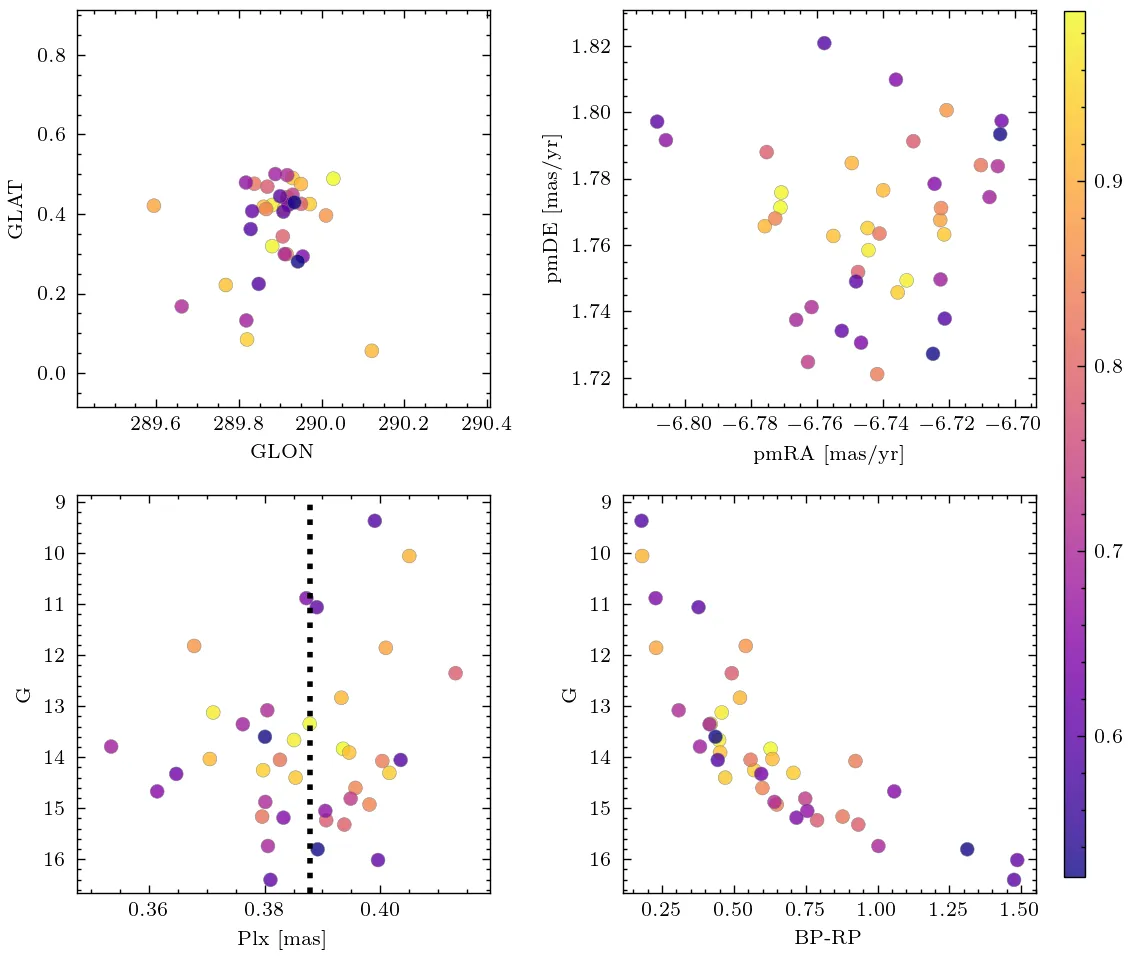 0.8
0.6
0.4
0.2
0.0
GLAT
289.6 289.8 290.0 290.2 290.4
GLON
1.82
1.80
1.78
1.76
1.74
1.72
pmDE [mas/yr]
−6.80 −6.78 −6.76 −6.74 −6.72 −6.70
pmRA [mas/yr]
0.9
0.8
0.7
0.6
9
10
11
12
13
14
15
16
G
0.36 0.38 0.40
Plx [mas]
9
10
11
12
13
14
15
16
G
0.25 0.50 0.75 1.00 1.25 1.50
BP-RP